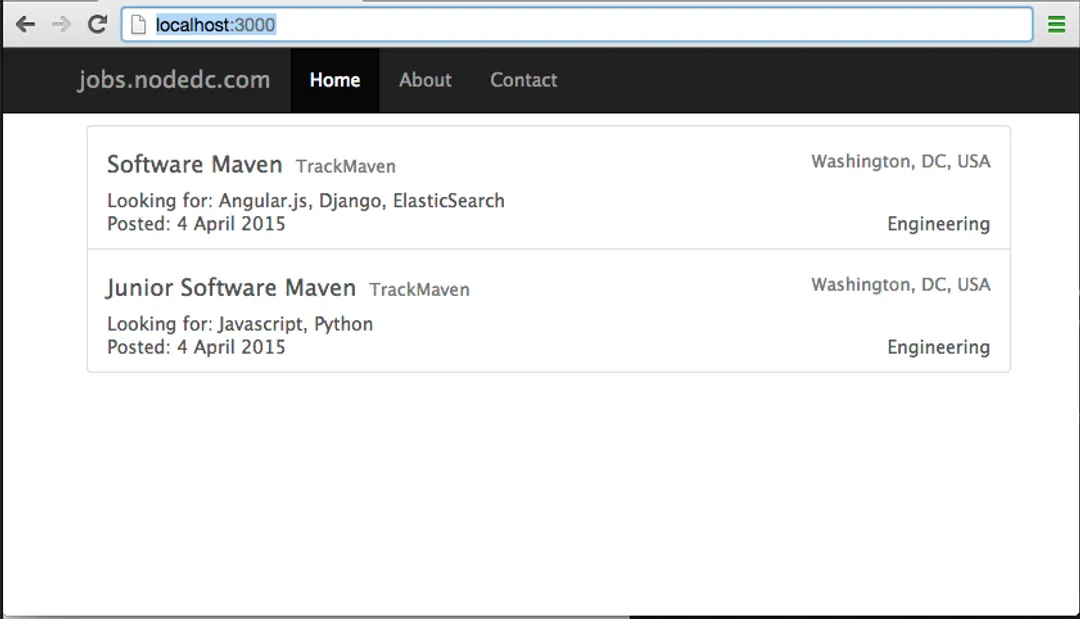 localhost:3000
jobs.nodedc.com Home About Contact
Software Maven TrackMaven Washington, DC, USA
Looking for: Angular.js, Django, ElasticSearch
Posted: 4 April 2015 Engineering
Junior Software Maven TrackMaven Washington, DC, USA
Looking for: Javascript, Python
Posted: 4 April 2015 Engineering